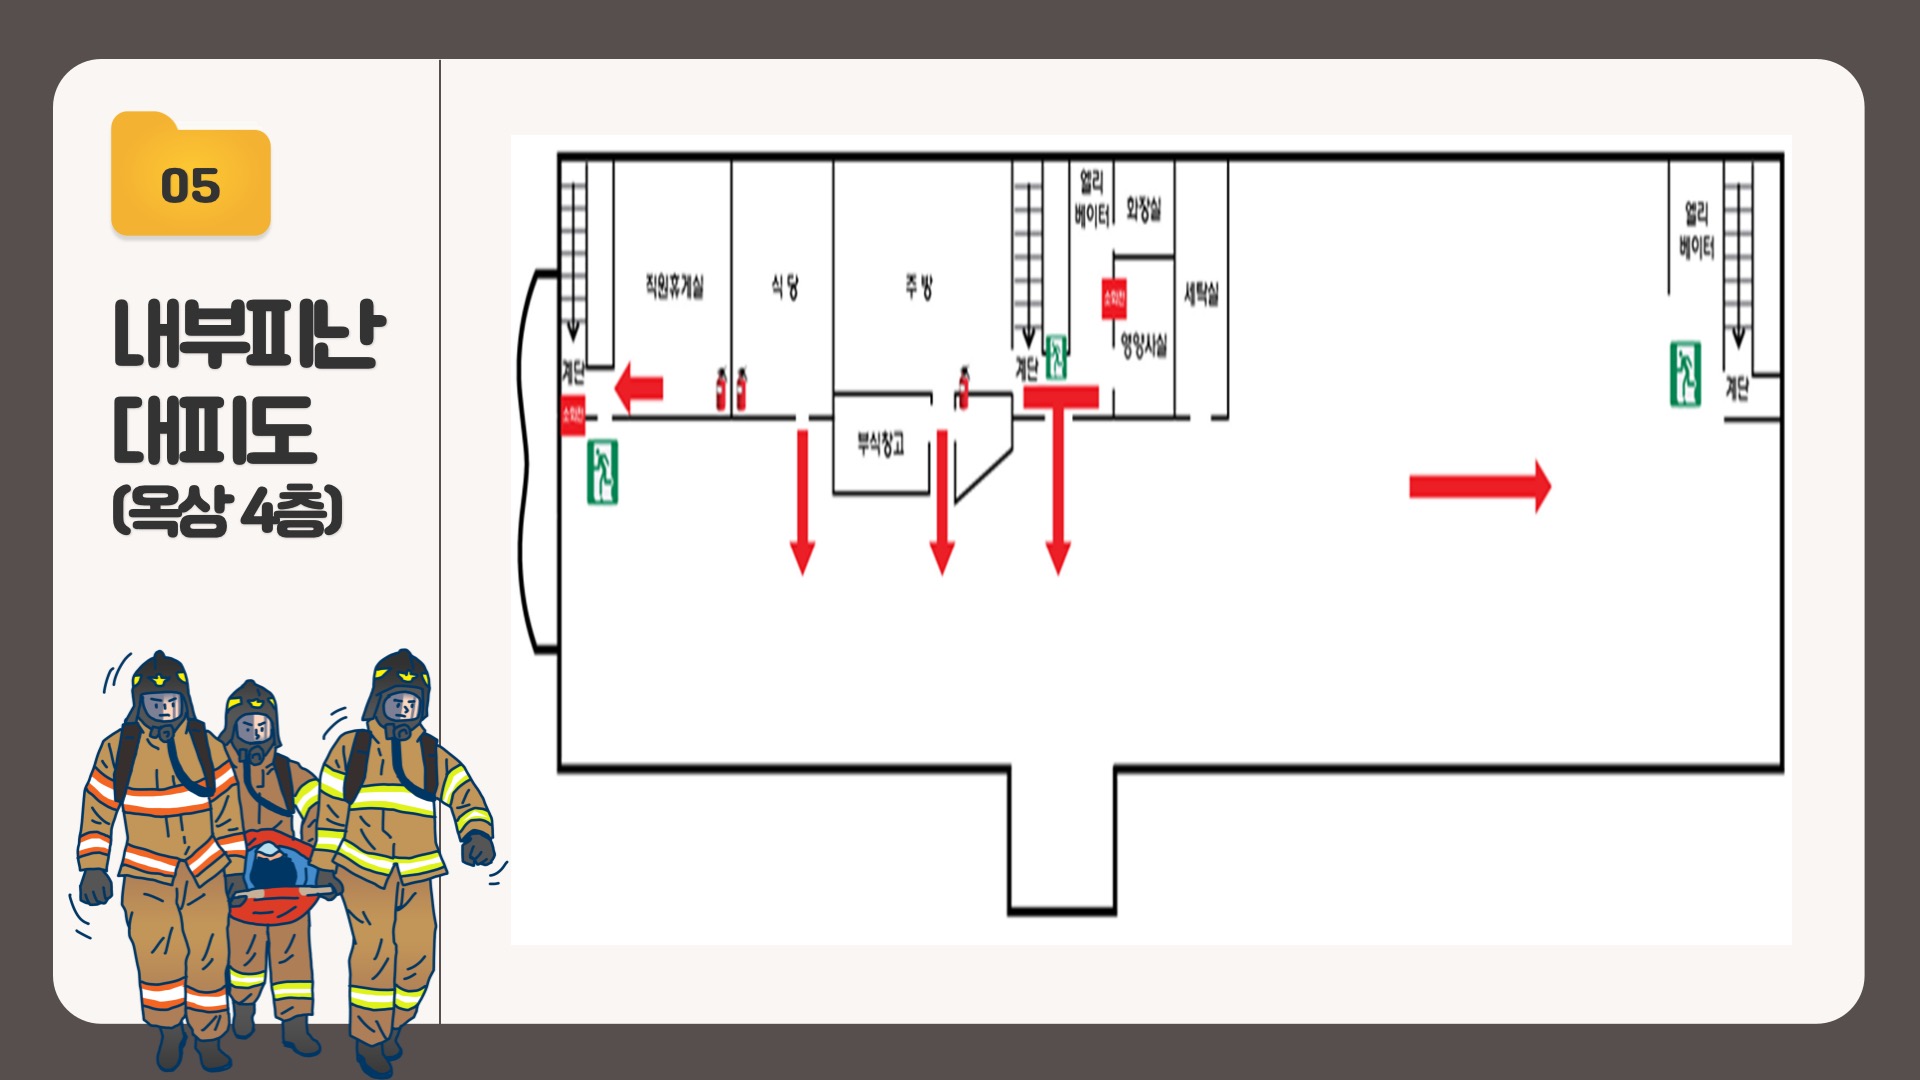 05
내부피난
대피도
(옥상 4층)
엘리
베이터
화장실
엘리
베이터
직원휴게실
식 당
주 방
소화전
세탁실
영양사실
계단
계단
계단
소화전
부식창고